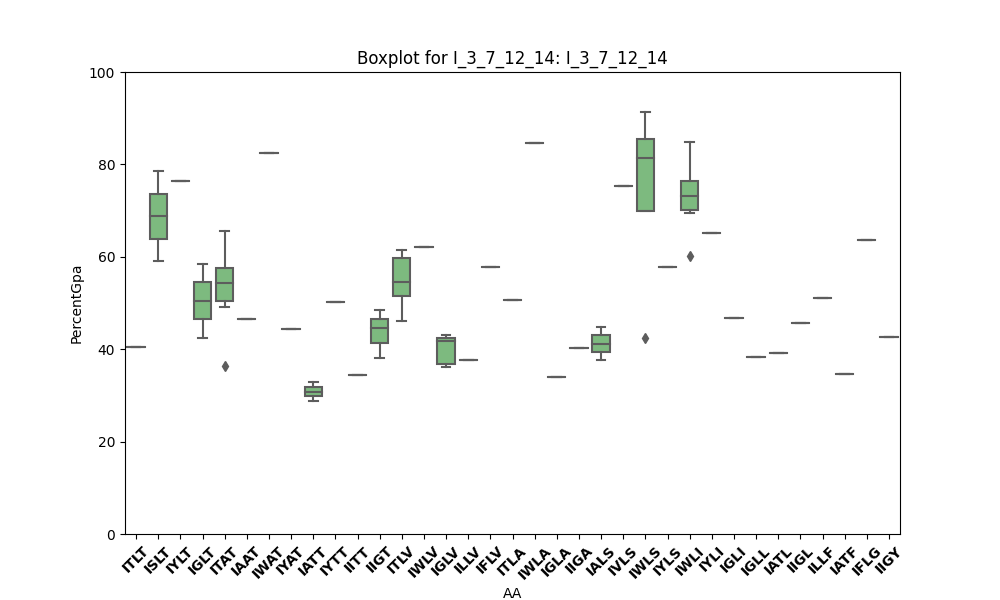 Boxplot for I_3_7_12_14: I_3_7_12_14
100
80
60
40
20
0
PercentGpa
ITLT ISLT IYLT IGLT ITAT IAAT IWAT IYAT IATT IYTT IITT IIGT ITLV IWLV IGLV ILLV IFLV ITLA IWLA IGLA IIGA IALS IVLS IWLS IYLS IWLI IYLI IGLI IGLL IATL IIGL ILLF IATF IFLG IIGY
AA